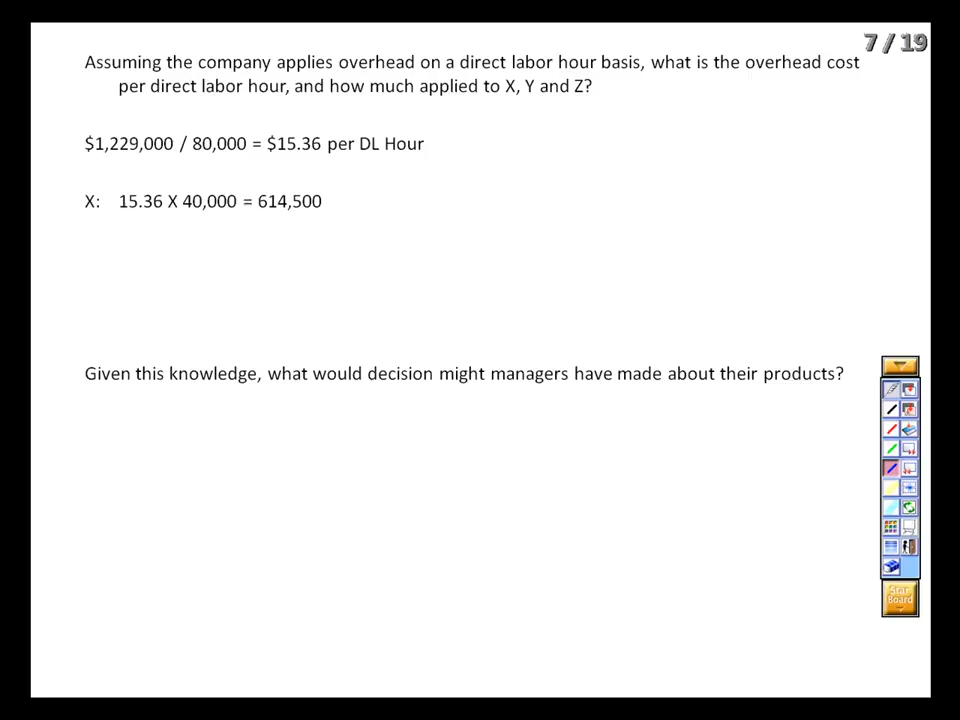 7 / 19
Assuming the company applies overhead on a direct labor hour basis, what is the overhead cost
per direct labor hour, and how much applied to X, Y and Z?
$1,229,000 / 80,000 = $15.36 per DL Hour
X: 15.36 X 40,000 = 614,500
Given this knowledge, what would decision might managers have made about their products?
Star
Board